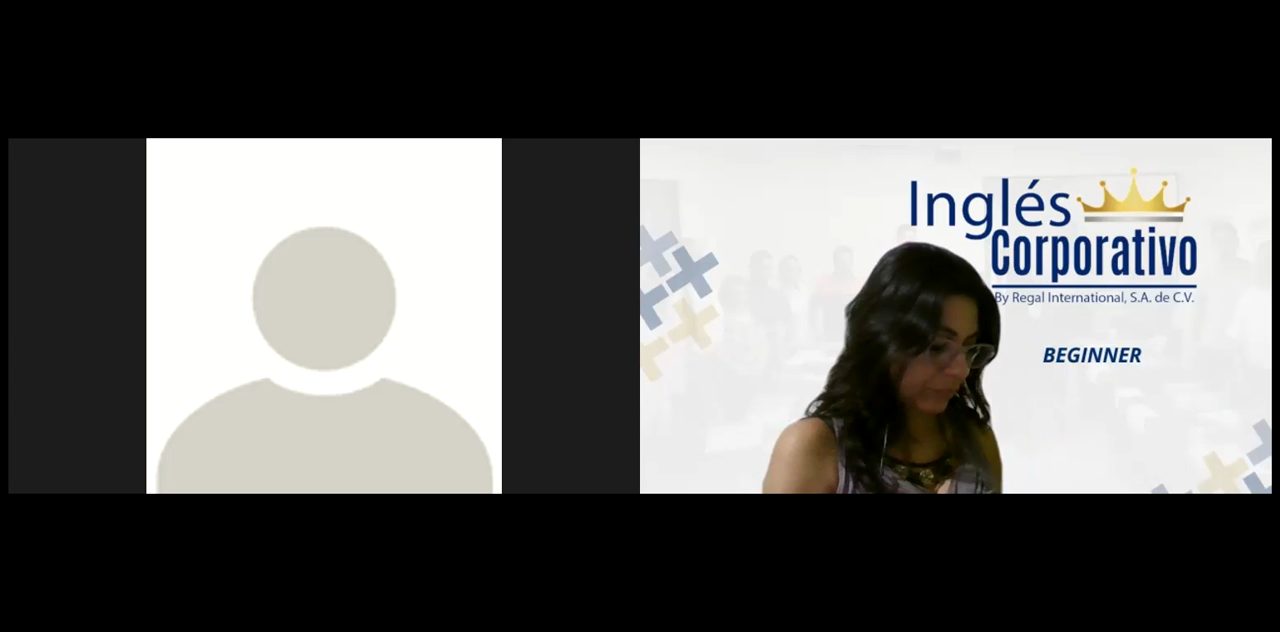 Inglés
Corporativo
By Regal International, S.A. de C.V.
BEGINNER